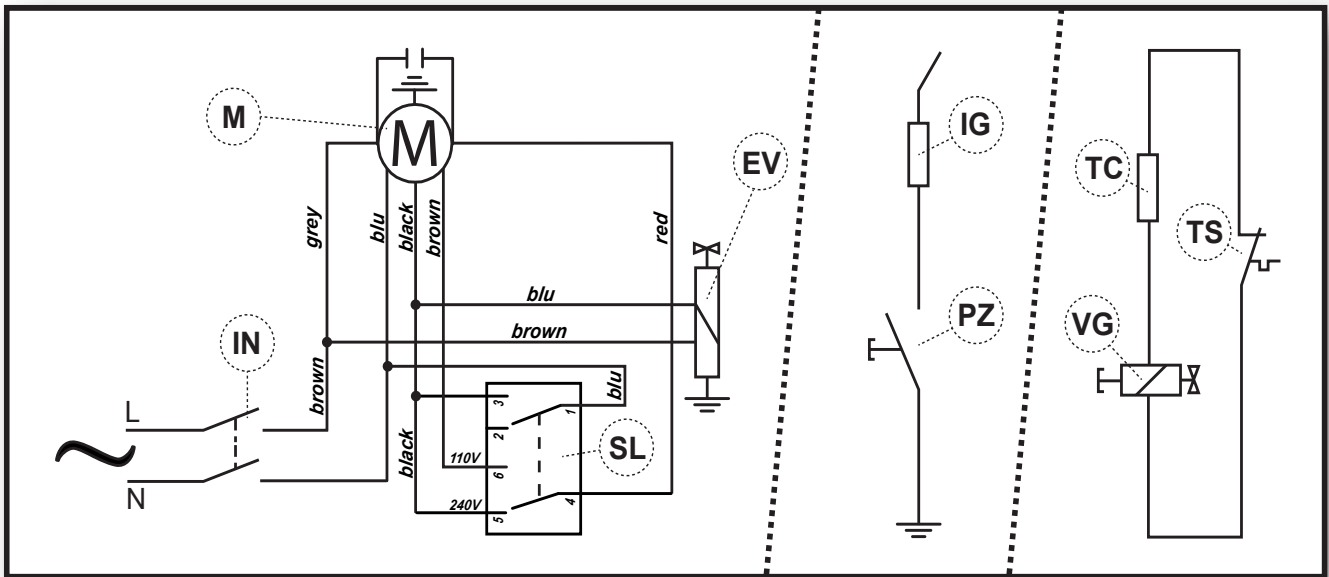 M
M
EV
IG
TC
TS
grey
blu
black
brown
red
blu
brown
PZ
VG
IN
brown
blu
L
N
black
3
1
2
SL
110V
6
240V
5
4